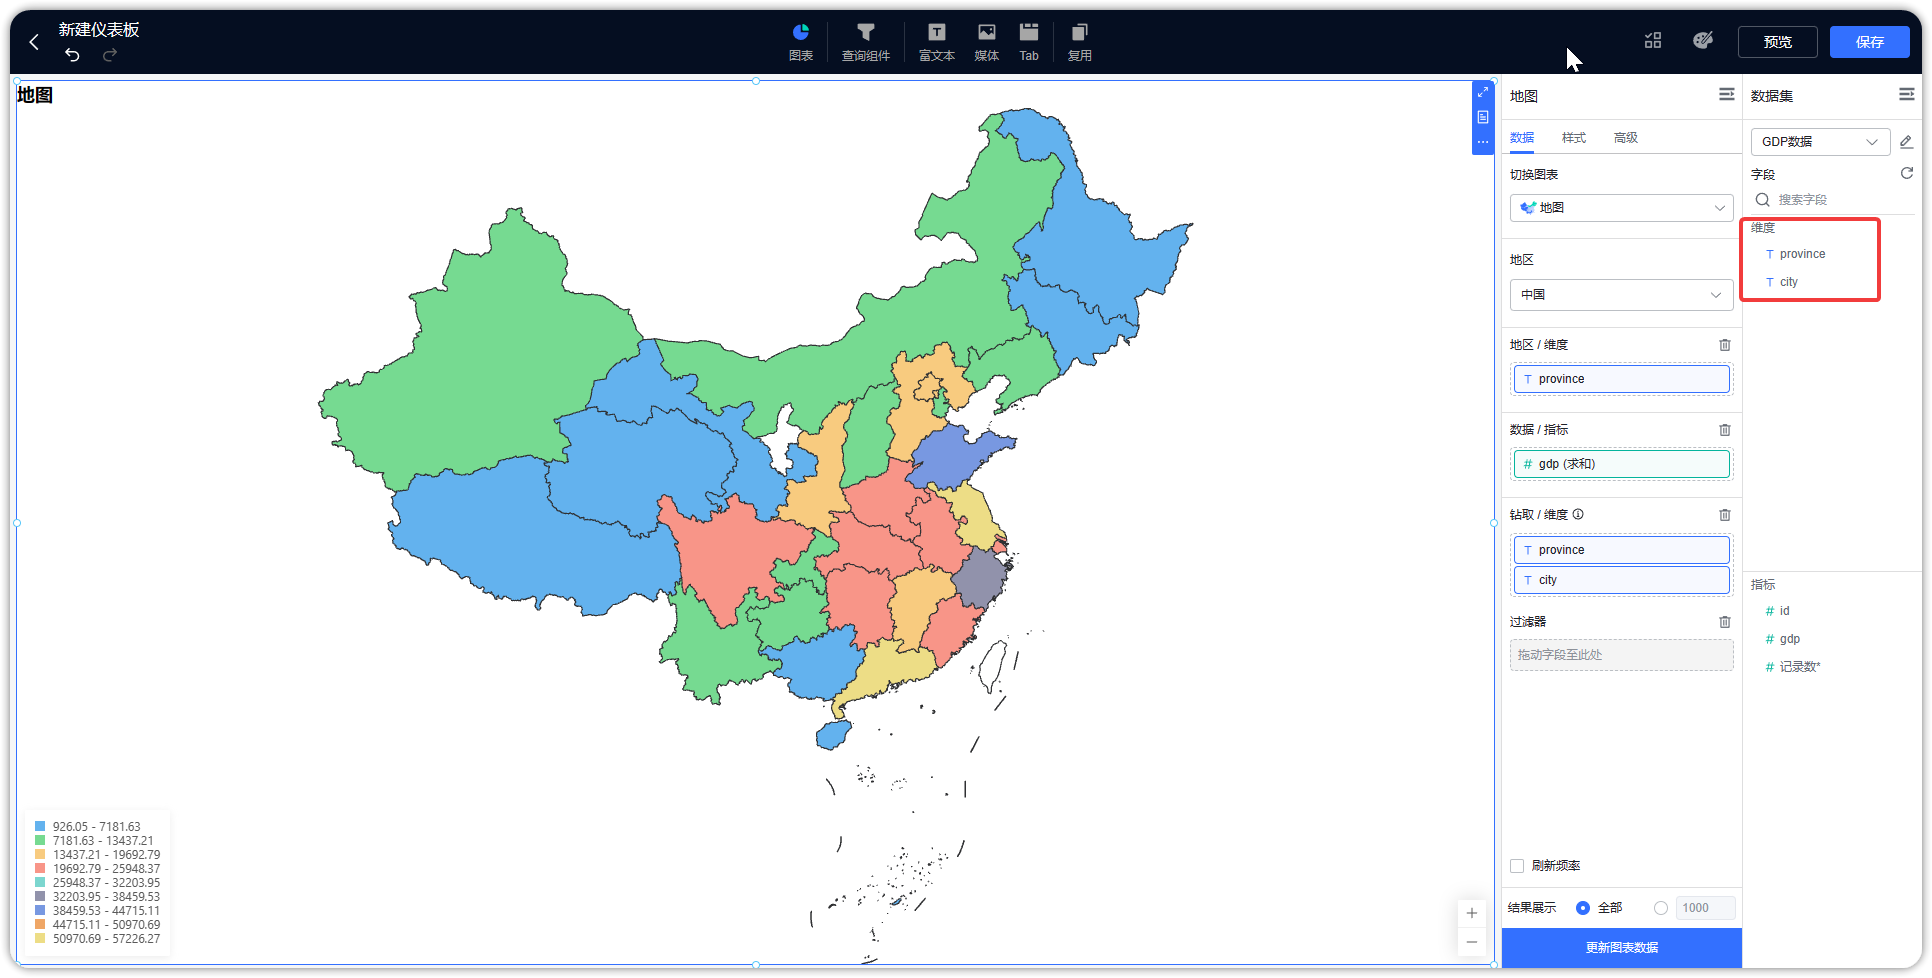 新建仪表板
图表
查询组件
富文本
媒体
Tab
复用
预览
保存
地图
926.05 - 7181.63
7181.63 - 13437.21
13437.21 - 19692.79
19692.79 - 25948.37
25948.37 - 32203.95
32203.95 - 38459.53
38459.53 - 44715.11
44715.11 - 50970.69
50970.69 - 57226.27
地图
数据 样式 高级
切换图表
地图
地区
中国
地区 / 维度
T province
数据 / 指标
# gdp (求和)
钻取 / 维度
T province
T city
过滤器
拖动字段至此处
刷新频率
结果展示 全部 1000
更新图表数据
数据集
GDP数据
字段
搜索字段
维度
T province
T city
指标
# id
# gdp
# 记录数*